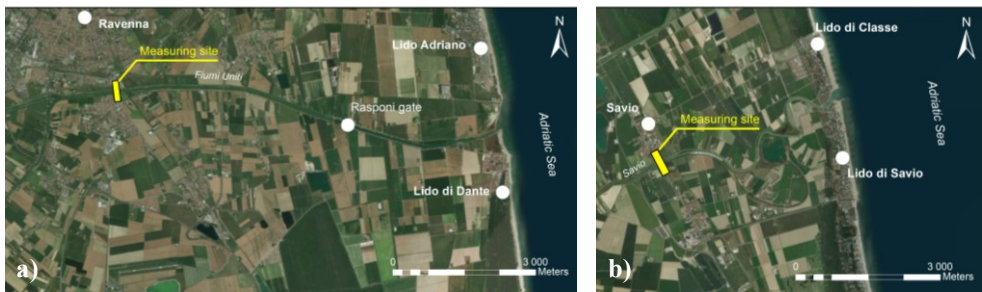 Ravenna
Measuring site
Fiumi Uniti
Lido Adriano
N
Rasponi gate
Adriatic Sea
Lido di Dante
0 3 000
Meters
a)
Lido di Classe
N
Savio
Measuring site
Adriatic Sea
Savio
Lido di Savio
0 3 000
Meters
b)